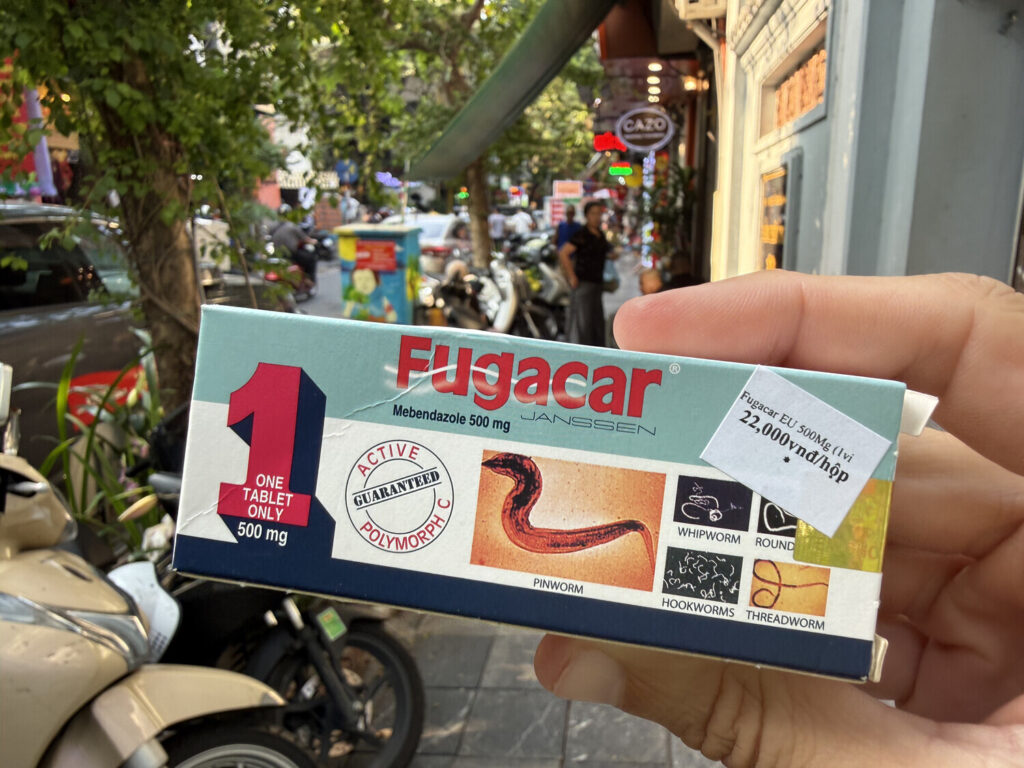 CAZO
Fugacar®
Mebendazole 500 mg
JANSSEN
1
ONE
TABLET
ONLY
500 mg
ACTIVE
GUARANTEED
POLYMORPH C
PINWORM
WHIPWORM
ROUND
HOOKWORMS
THREADWORM
Fugacar EU 500Mg (1vi
22,000vnđ/hộp
*